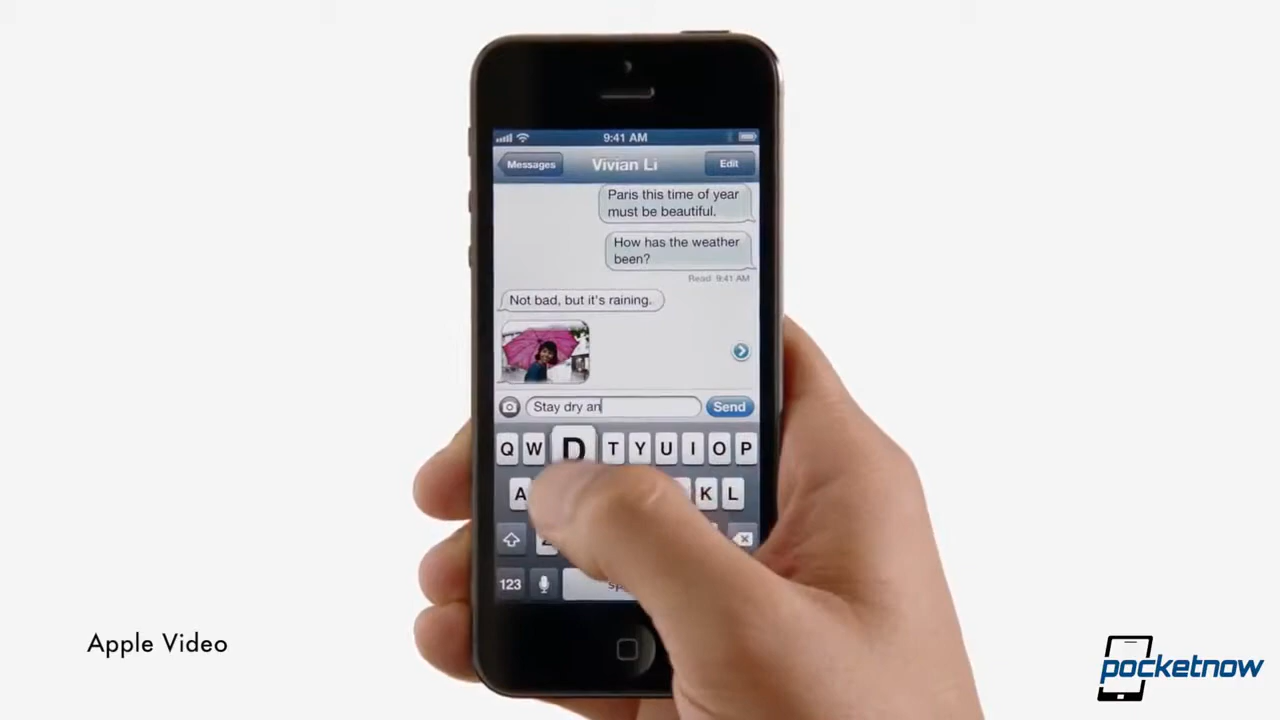 9:41 AM
Messages
Vivian Li
Edit
Paris this time of year
must be beautiful.
How has the weather
been?
Read 9:41 AM
Not bad, but it's raining.
Stay dry an
Send
Q W D T Y U I O P
A K L
Z
123
Apple Video
pocketnow